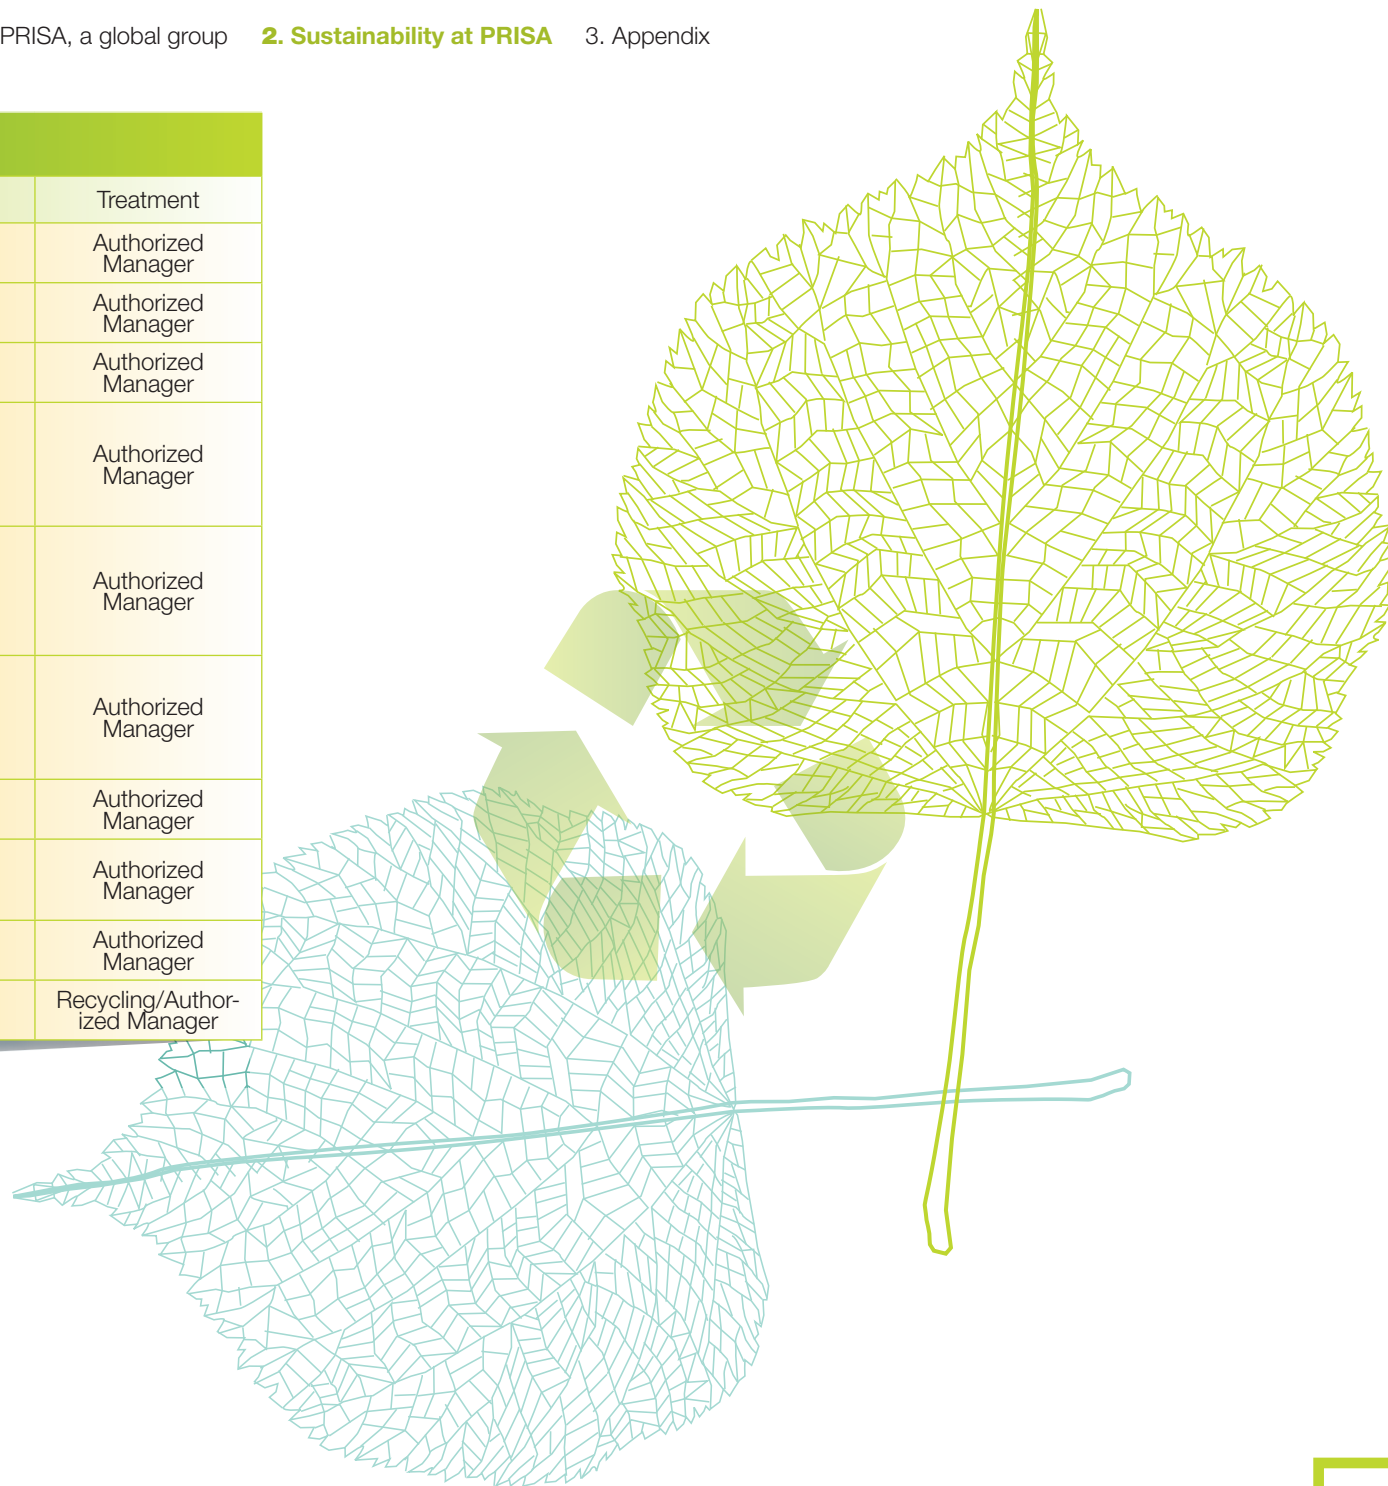 PRISA, a global group 2. Sustainability at PRISA 3. Appendix
Treatment
Authorized
Manager
Authorized
Manager
Authorized
Manager
Authorized
Manager
Authorized
Manager
Authorized
Manager
Authorized
Manager
Authorized
Manager
Authorized
Manager
Recycling/Author-
ized Manager